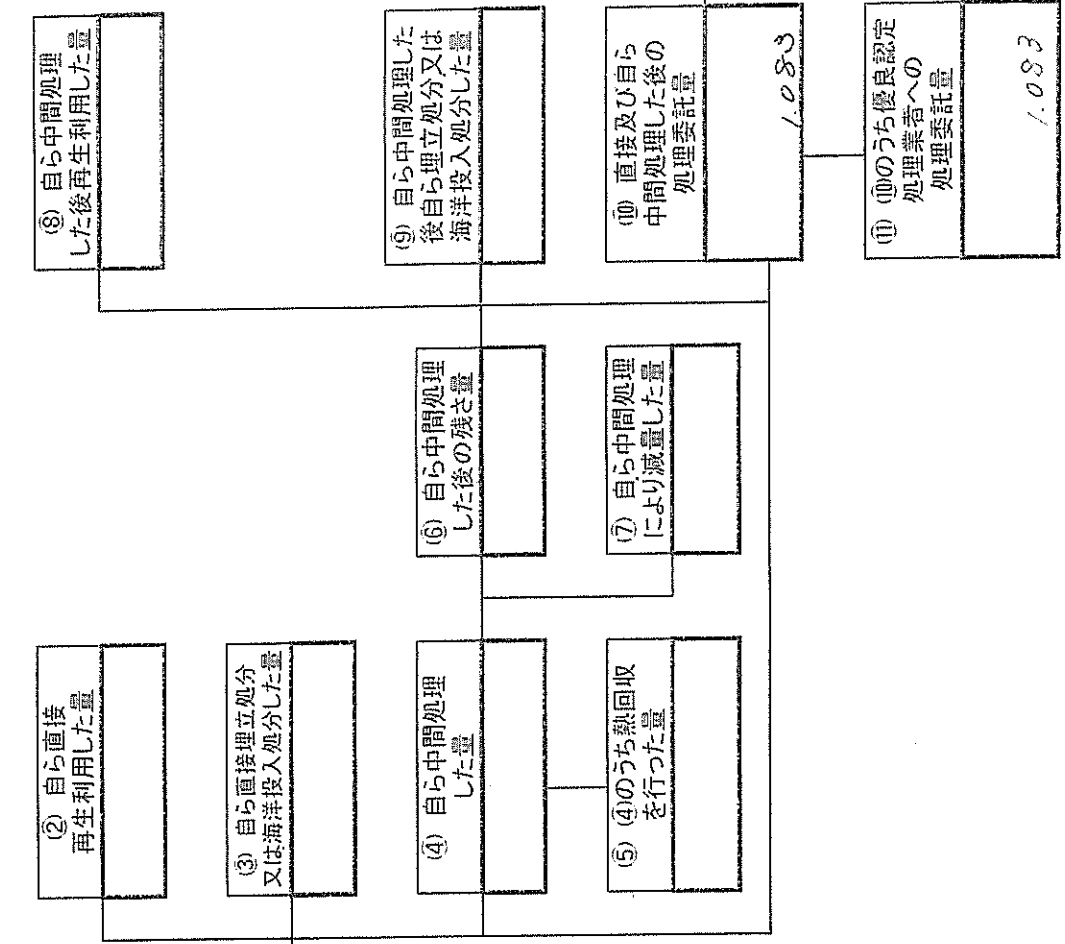 ② 自ら直接
再生利用した量
③ 自ら直接埋立処分
又は海洋投入処分した量
④ 自ら中間処理
した量
⑤ ④のうち熱回収
を行った量
⑥ 自ら中間処理
した後の残さ量
⑦ 自ら中間処理
により減量した量
⑧ 自ら中間処理
した後再生利用した量
⑨ 自ら中間処理した
後自ら埋立処分又は
海洋投入処分した量
⑩ 直接及び自ら
中間処理した後の
処理委託量
1.083
⑪ ⑩のうち優良認定
処理業者への
処理委託量
1.083